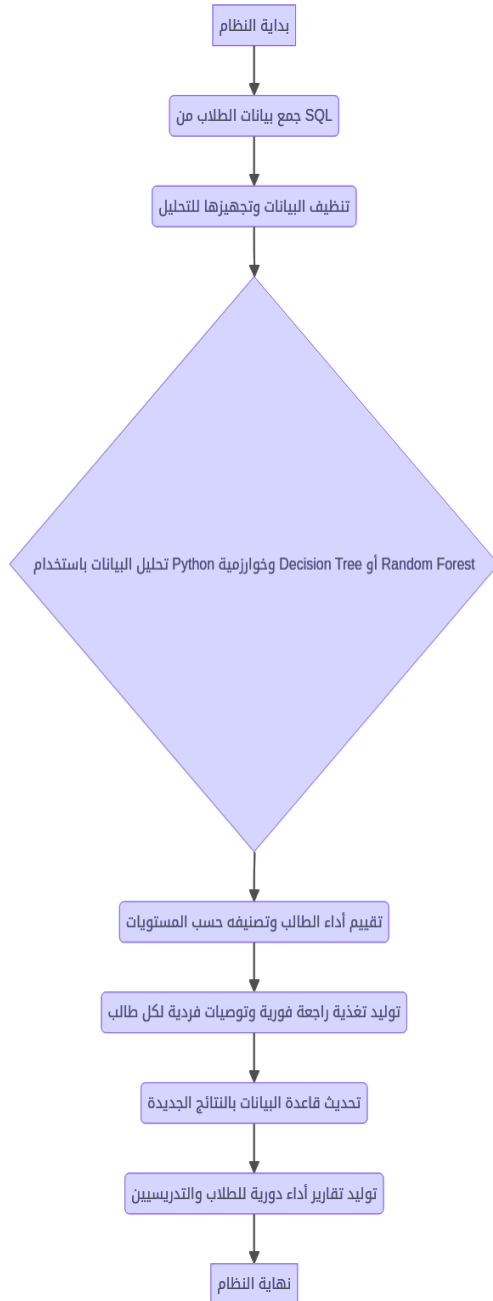 بداية النظام
جمع بيانات الطلاب من SQL
تنظيف البيانات وتجهيزها للتحليل
تحليل البيانات باستخدام Python وخوارزمية Decision Tree أو Random Forest
تقييم أداء الطالب وتصنيفه حسب المستويات
توليد تغذية راجعة فورية وتوصيات فردية لكل طالب
تحديث قاعدة البيانات بالنتائج الجديدة
توليد تقارير أداء دورية للطلاب والتدريسيين
نهاية النظام